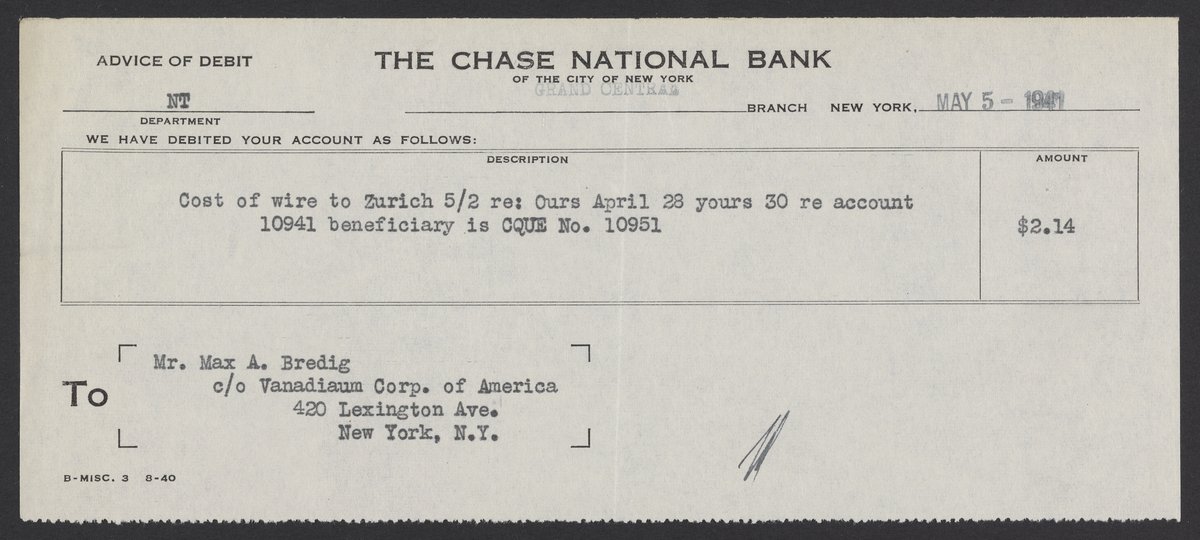 ADVICE OF DEBIT
THE CHASE NATIONAL BANK
OF THE CITY OF NEW YORK
GRAND CENTRAL
NT
BRANCH NEW YORK, MAY 5 - 1941
DEPARTMENT
WE HAVE DEBITED YOUR ACCOUNT AS FOLLOWS:
DESCRIPTION
AMOUNT
Cost of wire to Zurich 5/2 re: Ours April 28 yours 30 re account
10941 beneficiary is CQUE No. 10951
$2.14
To
Mr. Max A. Bredig
c/o Vanadiaum Corp. of America
420 Lexington Ave.
New York, N.Y.
B-MISC. 3 8-40